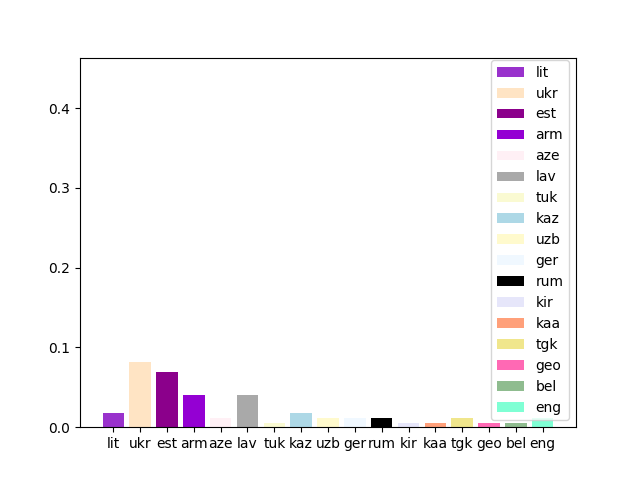 0.4
0.3
0.2
0.1
0.0
lit ukr est arm aze lav tuk kaz uzb ger rum kir kaa tgk geo bel eng
lit
ukr
est
arm
aze
lav
tuk
kaz
uzb
ger
rum
kir
kaa
tgk
geo
bel
eng